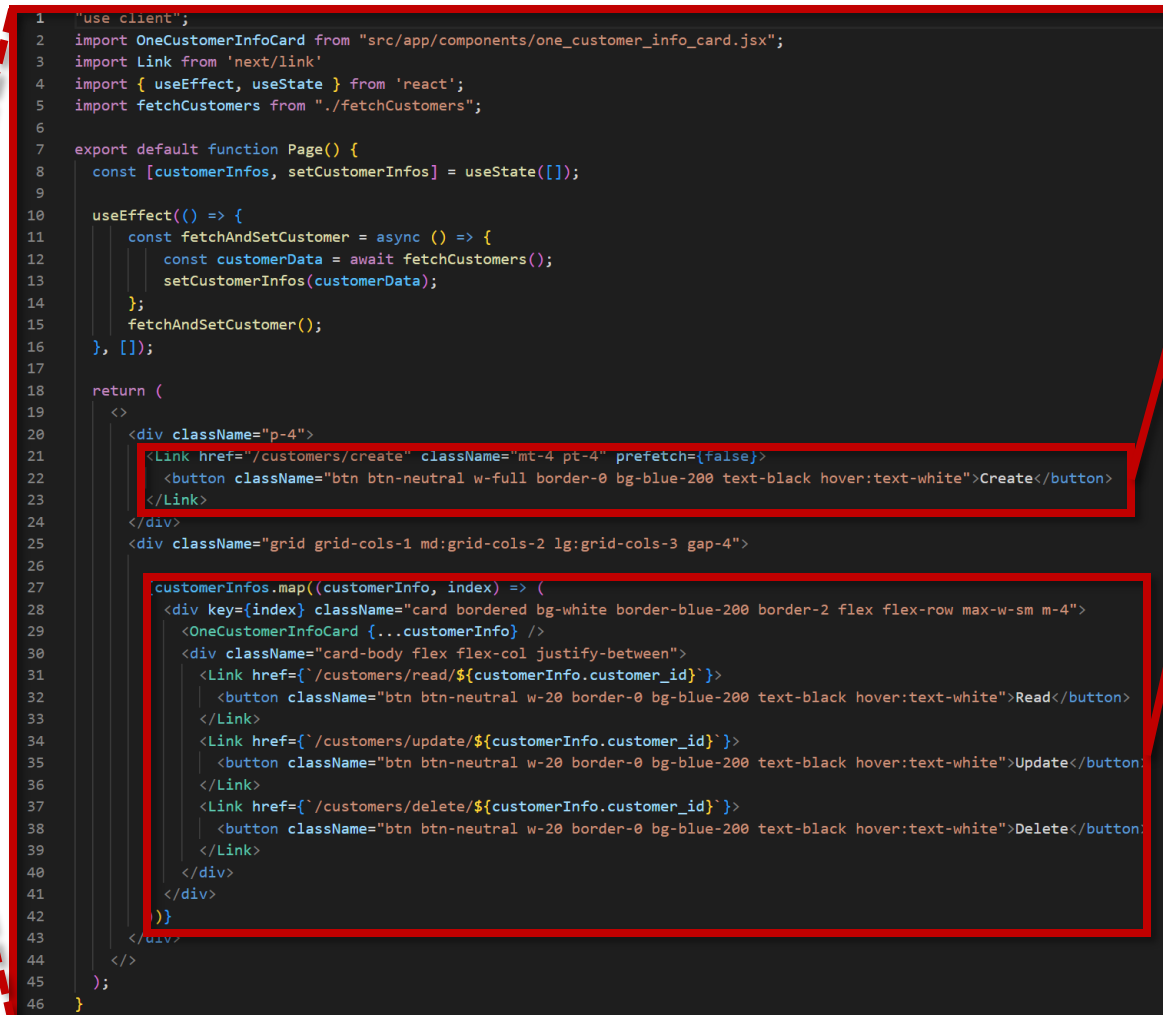 1 "use client";
2 import OneCustomerInfoCard from "src/app/components/one_customer_info_card.jsx";
3 import Link from 'next/link'
4 import { useEffect, useState } from 'react';
5 import fetchCustomers from "./fetchCustomers";
6
7 export default function Page() {
8   const [customerInfos, setCustomerInfos] = useState([]);
9
10   useEffect(() => {
11       const fetchAndSetCustomer = async () => {
12           const customerData = await fetchCustomers();
13           setCustomerInfos(customerData);
14       };
15       fetchAndSetCustomer();
16   }, []);
17
18   return (
19     <>
20       <div className="p-4">
21         <Link href="/customers/create" className="mt-4 pt-4" prefetch={false}>
22           <button className="btn btn-neutral w-full border-0 bg-blue-200 text-black hover:text-white">Create</button>
23         </Link>
24       </div>
25       <div className="grid grid-cols-1 md:grid-cols-2 lg:grid-cols-3 gap-4">
26
27         customerInfos.map((customerInfo, index) => (
28           <div key={index} className="card bordered bg-white border-blue-200 border-2 flex flex-row max-w-sm m-4">
29             <OneCustomerInfoCard {...customerInfo} />
30             <div className="card-body flex flex-col justify-between">
31               <Link href={`/customers/read/${customerInfo.customer_id}`}>
32                 <button className="btn btn-neutral w-20 border-0 bg-blue-200 text-black hover:text-white">Read</button>
33               </Link>
34               <Link href={`/customers/update/${customerInfo.customer_id}`}>
35                 <button className="btn btn-neutral w-20 border-0 bg-blue-200 text-black hover:text-white">Update</button>
36               </Link>
37               <Link href={`/customers/delete/${customerInfo.customer_id}`}>
38                 <button className="btn btn-neutral w-20 border-0 bg-blue-200 text-black hover:text-white">Delete</button>
39               </Link>
40             </div>
41           </div>
42         ))}
43       </div>
44     </>
45   );
46 }